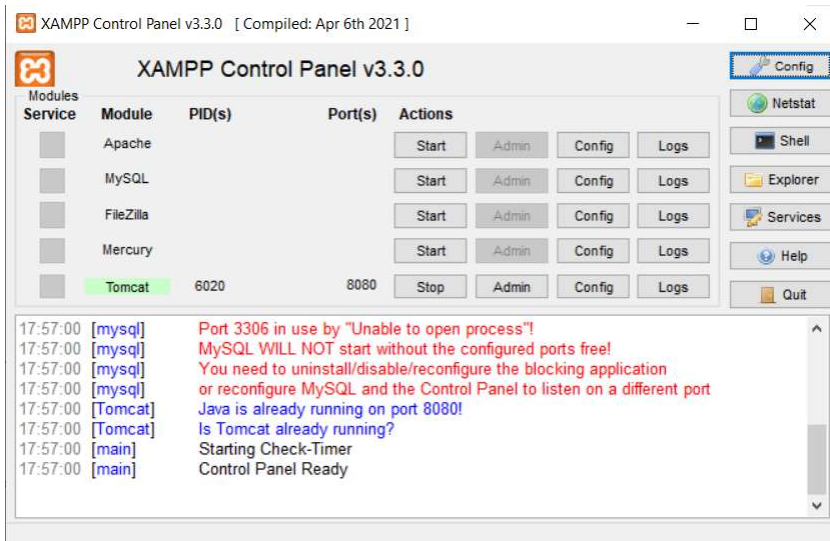 XAMPP Control Panel v3.3.0 [ Compiled: Apr 6th 2021 ]
XAMPP Control Panel v3.3.0
Config
Modules
Service Module PID(s) Port(s) Actions
Netstat
Apache Start Admin Config Logs
Shell
MySQL Start Admin Config Logs
Explorer
FileZilla Start Admin Config Logs
Services
Mercury Start Admin Config Logs
Help
Tomcat 6020 8080 Stop Admin Config Logs
Quit
17:57:00 [mysql] Port 3306 in use by "Unable to open process"!
17:57:00 [mysql] MySQL WILL NOT start without the configured ports free!
17:57:00 [mysql] You need to uninstall/disable/reconfigure the blocking application
17:57:00 [mysql] or reconfigure MySQL and the Control Panel to listen on a different port
17:57:00 [Tomcat] Java is already running on port 8080!
17:57:00 [Tomcat] Is Tomcat already running?
17:57:00 [main] Starting Check-Timer
17:57:00 [main] Control Panel Ready